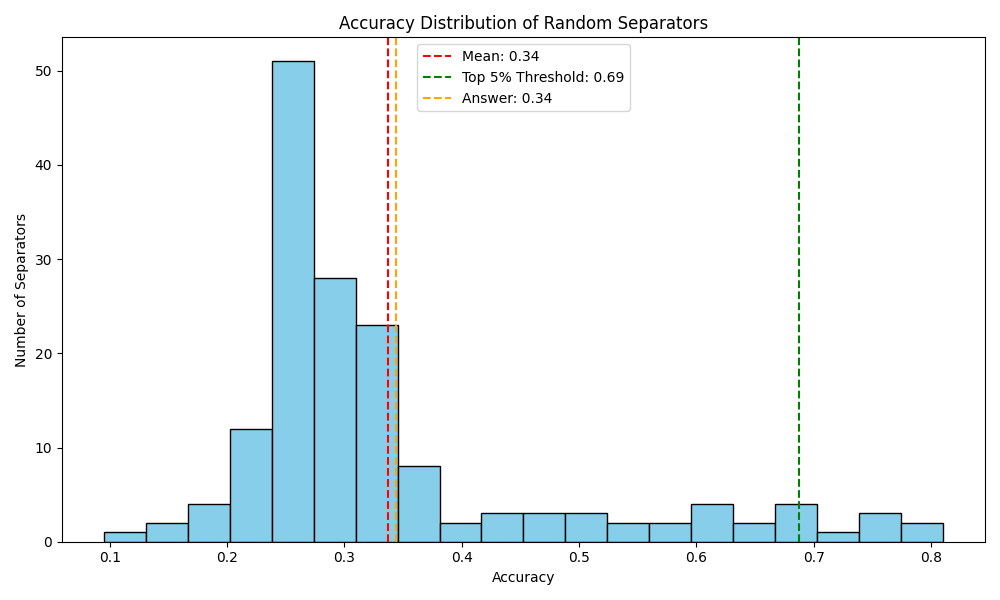 Accuracy Distribution of Random Separators
Mean: 0.34
Top 5% Threshold: 0.69
Answer: 0.34
Number of Separators
50
40
30
20
10
0
0.1 0.2 0.3 0.4 0.5 0.6 0.7 0.8
Accuracy